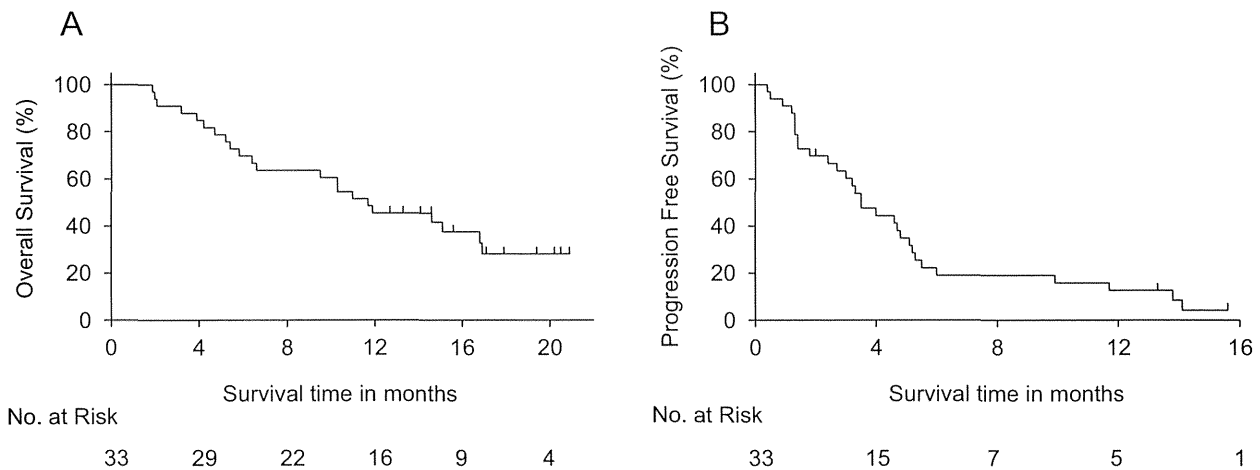 A
Overall Survival (%)
100
80
60
40
20
0
0 4 8 12 16 20
Survival time in months
No. at Risk
33 29 22 16 9 4
B
Progression Free Survival (%)
100
80
60
40
20
0
0 4 8 12 16
Survival time in months
No. at Risk
33 15 7 5 1